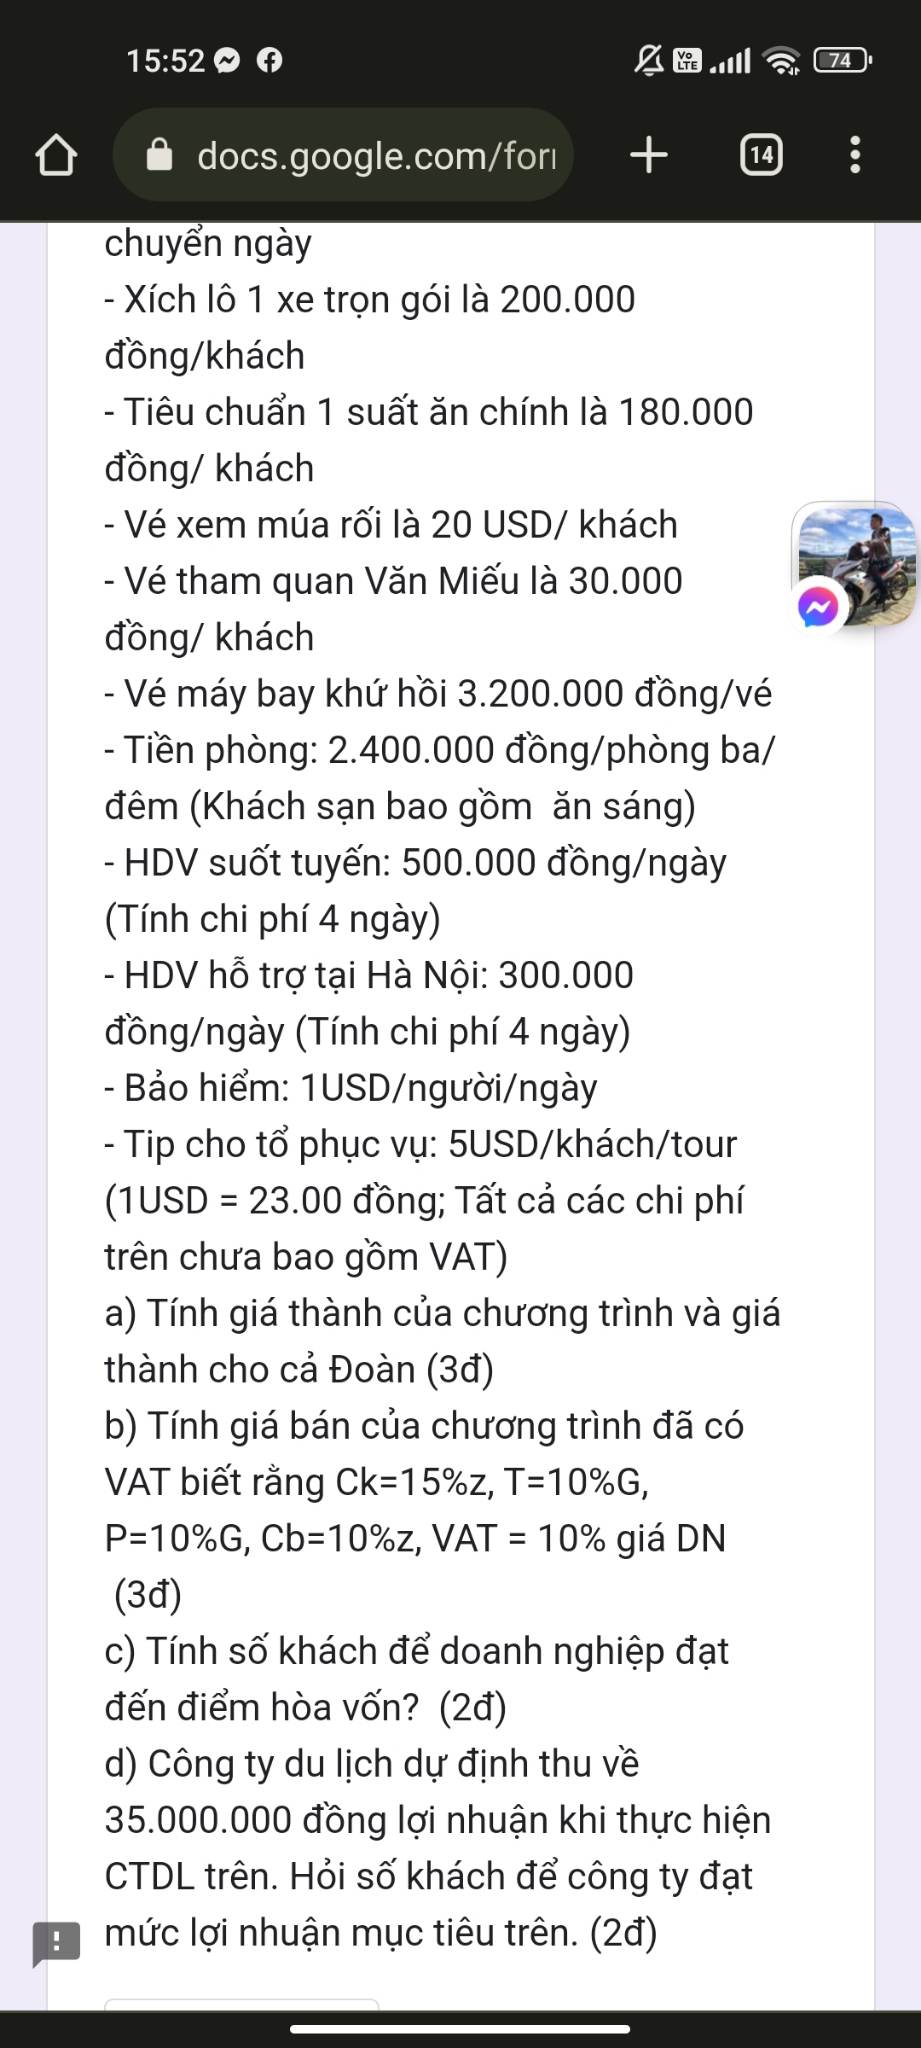 15:52
Vo
LTE
74
docs.google.com/for
14
chuyển ngày
- Xích lô 1 xe trọn gói là 200.000
đồng/khách
- Tiêu chuẩn 1 suất ăn chính là 180.000
đồng/ khách
- Vé xem múa rối là 20 USD/ khách
- Vé tham quan Văn Miếu là 30.000
đồng/ khách
- Vé máy bay khứ hồi 3.200.000 đồng/vé
- Tiền phòng: 2.400.000 đồng/phòng ba/
đêm (Khách sạn bao gồm  ăn sáng)
- HDV suốt tuyến: 500.000 đồng/ngày
(Tính chi phí 4 ngày)
- HDV hỗ trợ tại Hà Nội: 300.000
đồng/ngày (Tính chi phí 4 ngày)
- Bảo hiểm: 1USD/người/ngày
- Tip cho tổ phục vụ: 5USD/khách/tour
(1USD = 23.00 đồng; Tất cả các chi phí
trên chưa bao gồm VAT)
a) Tính giá thành của chương trình và giá
thành cho cả Đoàn (3đ)
b) Tính giá bán của chương trình đã có
VAT biết rằng Ck=15%z, T=10%G,
P=10%G, Cb=10%z, VAT = 10% giá DN
(3đ)
c) Tính số khách để doanh nghiệp đạt
đến điểm hòa vốn?  (2đ)
d) Công ty du lịch dự định thu về
35.000.000 đồng lợi nhuận khi thực hiện
CTDL trên. Hỏi số khách để công ty đạt
mức lợi nhuận mục tiêu trên. (2đ)